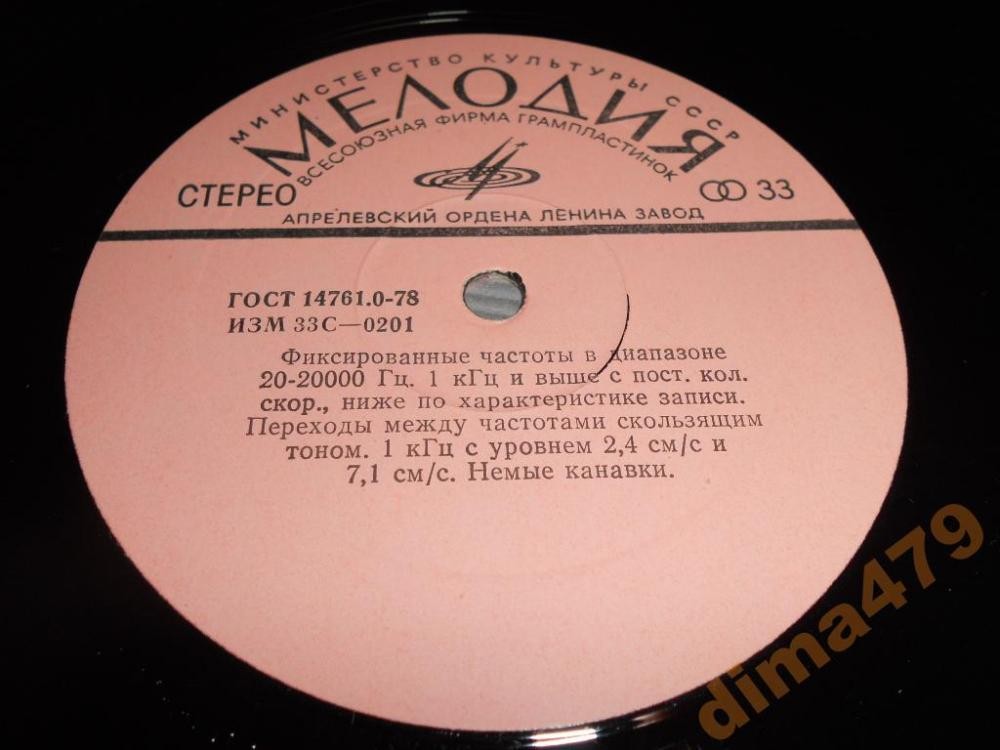 МИНИСТЕРСТВО КУЛЬТУРЫ СССР
МЕЛОДИЯ
ВСЕСОЮЗНАЯ ФИРМА ГРАМПЛАСТИНОК
СТЕРЕО
33
АПРЕЛЕВСКИЙ ОРДЕНА ЛЕНИНА ЗАВОД
ГОСТ 14761.0-78
ИЗМ 33С—0201
Фиксированные частоты в диапазоне
20-20000 Гц. 1 кГц и выше с пост. кол.
скор., ниже по характеристике записи.
Переходы между частотами скользящим
тоном. 1 кГц с уровнем 2,4 см/с и
7,1 см/с. Немые канавки.
dima479